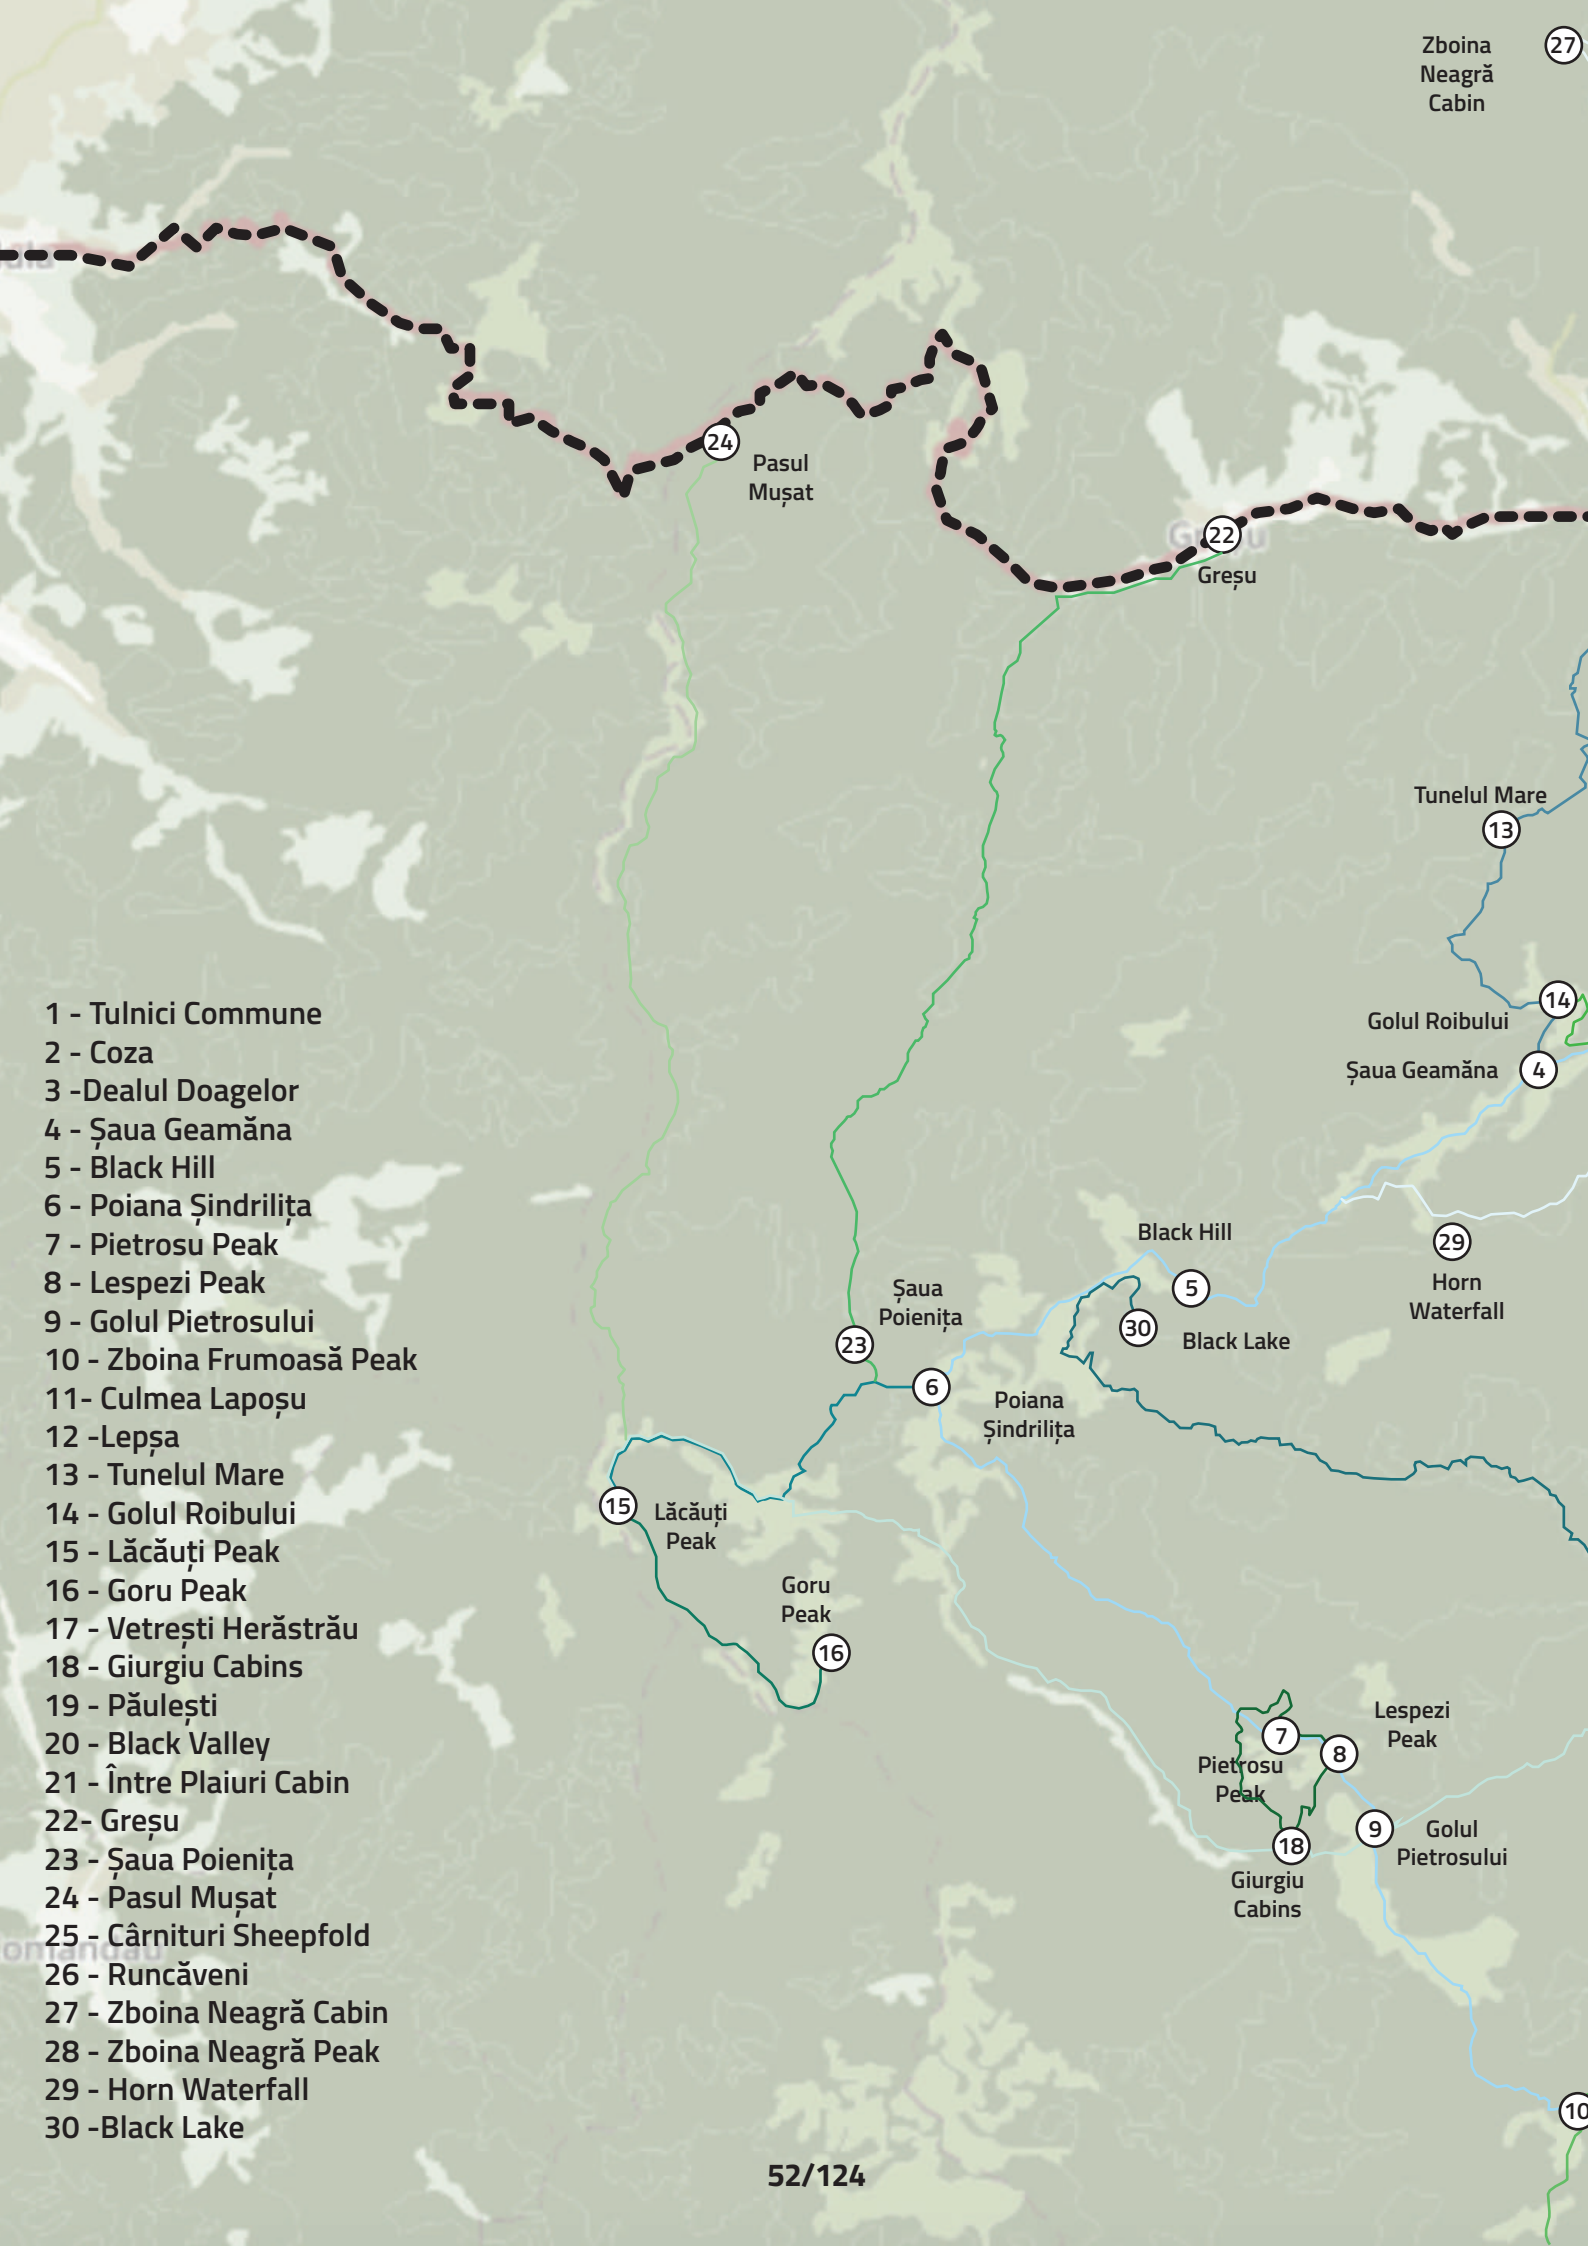 Zboina
Neagră
Cabin
27
24
Pasul
Mușat
22
Greșu
Tunelul Mare
13
14
Golul Roibului
Șaua Geamăna
4
1 - Tulnici Commune
2 - Coza
3 -Dealul Doagelor
4 - Șaua Geamăna
5 - Black Hill
6 - Poiana Șindrilița
7 - Pietrosu Peak
8 - Lespezi Peak
9 - Golul Pietrosului
10 - Zboina Frumoasă Peak
11- Culmea Lapoșu
12 -Lepșa
13 - Tunelul Mare
14 - Golul Roibului
15 - Lăcăuți Peak
16 - Goru Peak
17 - Vetrești Herăstrău
18 - Giurgiu Cabins
19 - Păulești
20 - Black Valley
21 - Între Plaiuri Cabin
22- Greșu
23 - Șaua Poienița
24 - Pasul Mușat
25 - Cârnituri Sheepfold
26 - Runcăveni
27 - Zboina Neagră Cabin
28 - Zboina Neagră Peak
29 - Horn Waterfall
30 -Black Lake
Black Hill
5
29
Horn
Waterfall
Șaua
Poienița
23
30
Black Lake
6
Poiana
Șindrilița
15
Lăcăuți
Peak
Goru
Peak
16
Lespezi
Peak
7
8
Pietrosu
Peak
9
Golul
Pietrosului
18
Giurgiu
Cabins
10
52/124